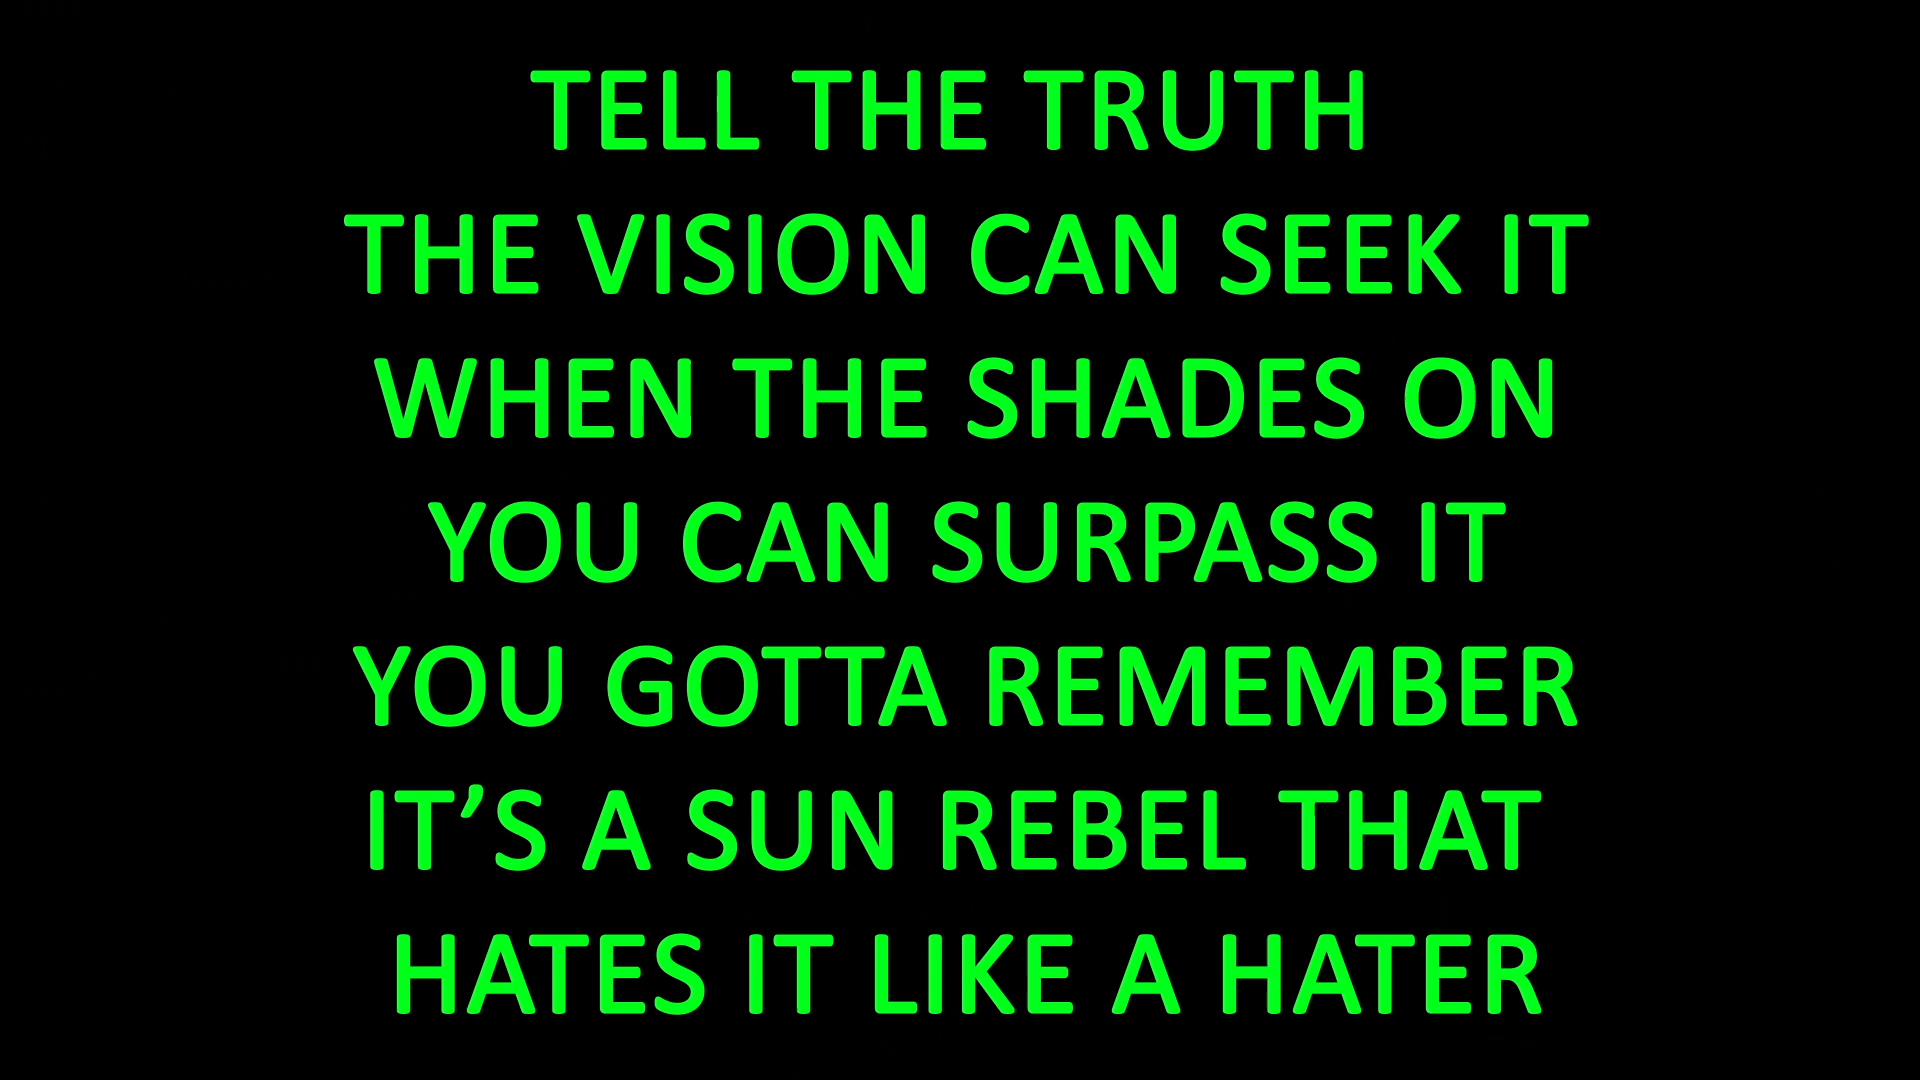 TELL THE TRUTH
THE VISION CAN SEEK IT
WHEN THE SHADES ON
YOU CAN SURPASS IT
YOU GOTTA REMEMBER
IT’S A SUN REBEL THAT
HATES IT LIKE A HATER